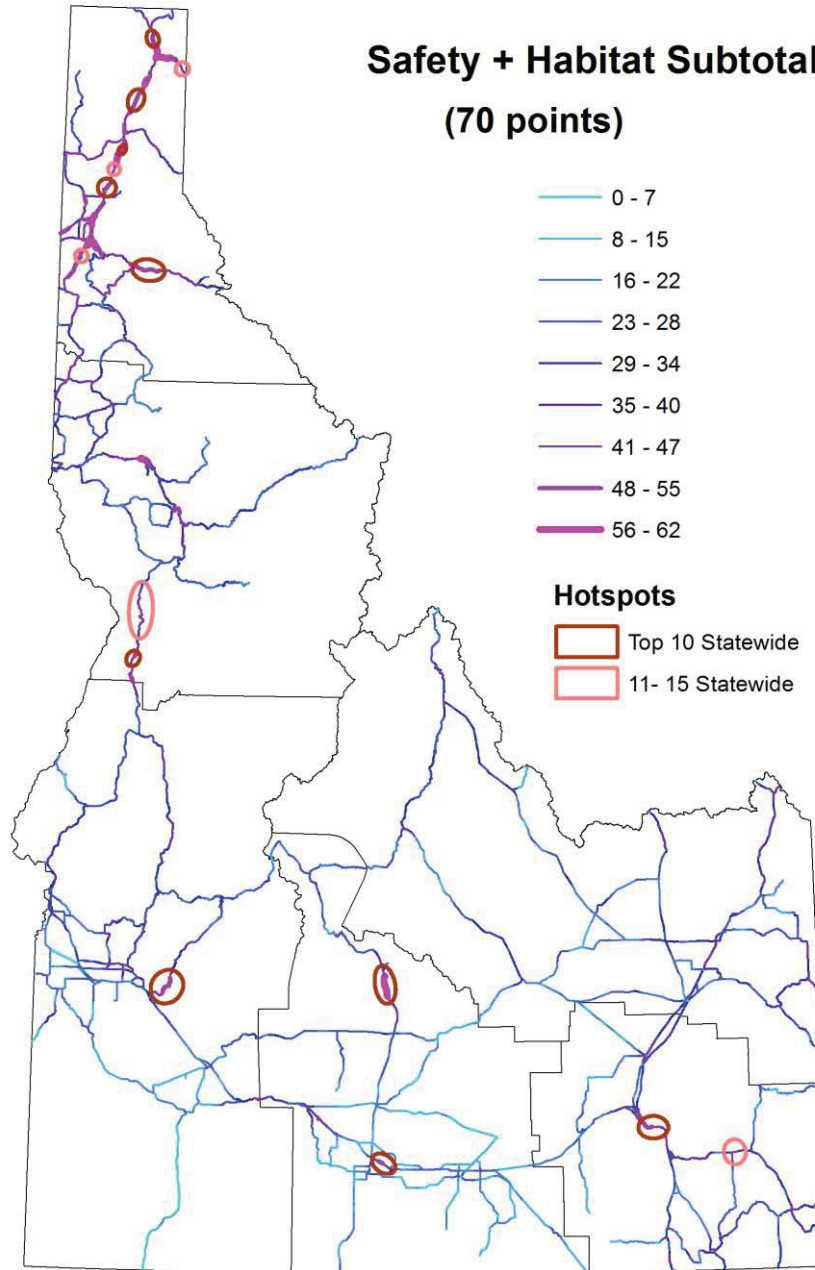 Safety + Habitat Subtotal
(70 points)
0 - 7
8 - 15
16 - 22
23 - 28
29 - 34
35 - 40
41 - 47
48 - 55
56 - 62
Hotspots
Top 10 Statewide
11- 15 Statewide